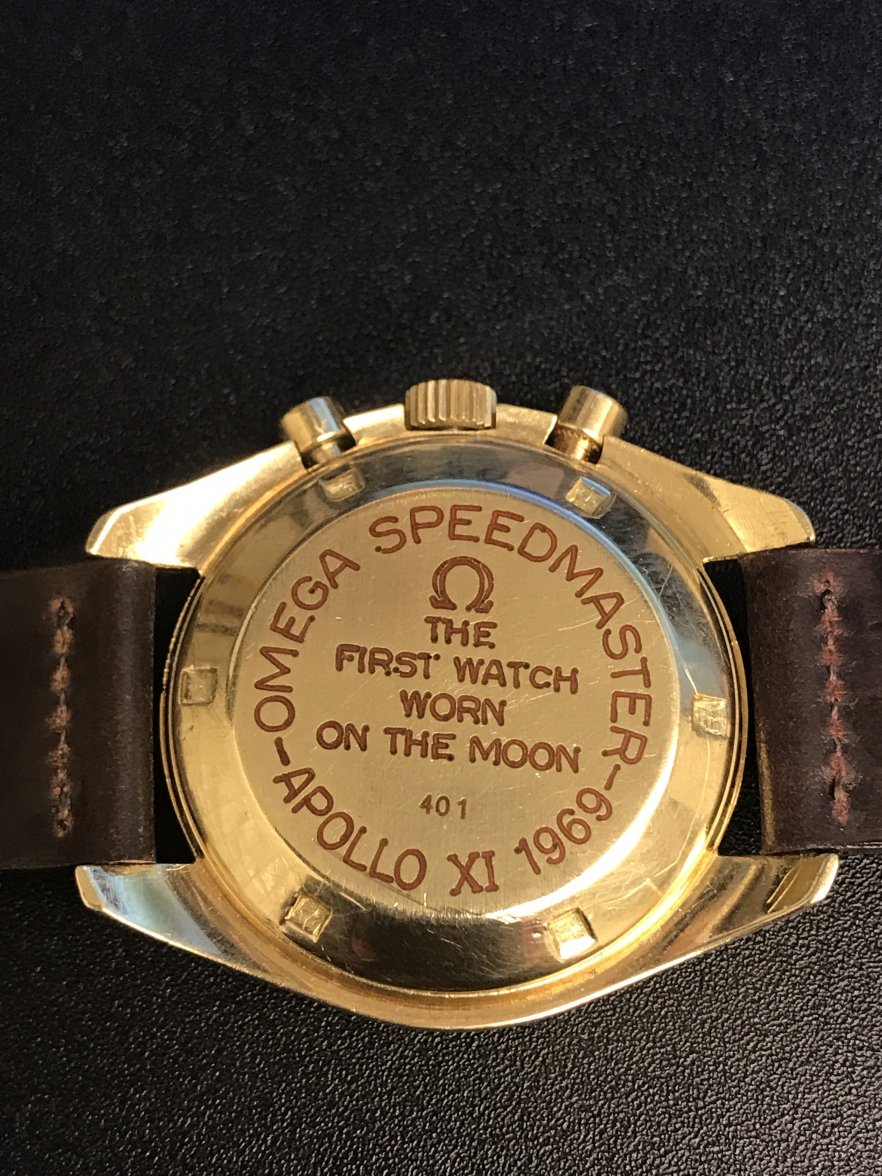 OMEGA SPEEDMASTER
Ω
THE
FIRST WATCH
WORN
ON THE MOON
401
-APOLLO XI 1969-